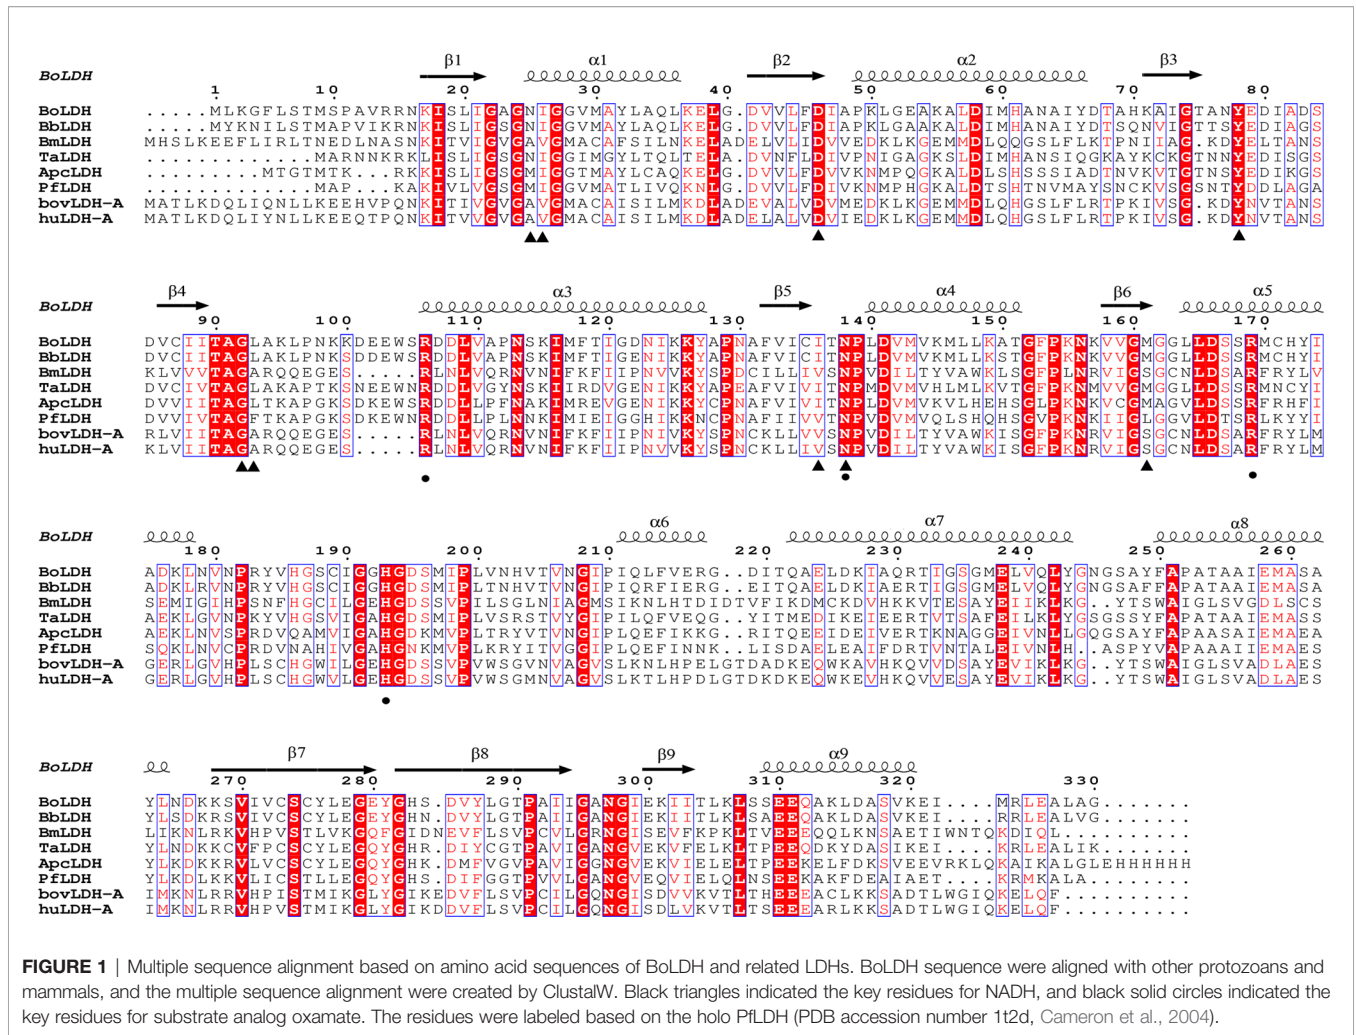 β1 α1 β2 α2 β3
BoLDH
1 10 20 30 40 50 60 70 80
BoLDH .....MLKGFLSTMSPAVRRNKISLIGAGNIGGVMAYLAQLKELG.DVVLFDIAPKLGEAKALDIMHANAIYDTAHKAIGTANYEDIADS
BbLDH .....MYKNILSTMAPVIKRNKISLIGSGNIGGVMAYLAQLKELG.DVVLFDIAPKLGAAKALDIMHANAIYDTSQNVIGTTSYEDIAGS
BmLDH MHSLKEEFLIRLTNEDLNASNKITVIGVGAVGMACAFSILNKELADELVLIDVVEDKLKGEMMDLQQGSLFLKTPNIIAG.KDYELTANS
TaLDH .............MARNNKRKLISLIGSGNIGGIMGYLTQLTELA.DVNFLDIVPNIGAGKSLDIMHANSSIQGKAYKCKGTNNYEDISGS
ApcLDH .........MTGTMTK...RKKISLIGSGMIGGTMAYLCAQKELG.DVVLFDVVKNMPQGKALDISHNSSIVDTNVKVTGTNSYEDIKGS
PfLDH .............MAP....KAKIVLVGSGMIGGVMATLIVQKNLG.DVVLFDIVKNMPHGKALDTSHTNVMAYSNCKVSGSNTYDDLAGA
bovLDH-A MATLKDQLIQNLLKEEHVPQNKITVVGVGAVGMACAISILMKDLADEVALVDVMEDKLKGEMMDLQHGSLFLRTPKIVSG.KDYNVTANS
huLDH-A MATLKDQLIYNLLKEEQTPQNKITVVGVGAVGMACAISILMKDLADELALVDVIEDKLKGEMMDLQHGSLFLRTPKIVSG.KDYNVTANS
β4 α3 β5 α4 β6 α5
BoLDH
90 100 110 120 130 140 150 160 170
BoLDH DVCIITAGLAKLPNKKDEEWSRDDLVAPNSKIMFTIGDNIKKYAPNAFVICITNPLDVMVKMLLKATGFPKNKVVGMGGLLDSSRMCHYI
BbLDH DVCIITAGLAKLPNKSDDEWSRDDLVAPNSKIMFTIGENIKKYAPNAFVICITNPLDVMVKMLLKATGFPKNKVVGMGGLLDSSRMCHYI
BmLDH KLVVVTAGARQQEGES.....RLNLVQRNVNIFKFIIPNVVKYSPDCILLIVSNPVDILTYVAWKLSGFPLNRVIGSGCNLDSARFRYLV
TaLDH DVCIVTAGLAKAPTKSNEEWNRDDLVGYNSKIIRDVGENIKKYAPEAFVIVITNPMDVMVHLMLKVTGFPKNMVVGMGGLLDSSRMNCYI
ApcLDH DVVIITAGLTKAPGKSDKEWSRDDLLPFNAKIMREVGENIKKYCPNAFVIVITNPLDVMVKVLHEHSGLPKNKVCGMAGVLDSSRFRHFI
PfLDH DVVIVTAGFTKAPGKSDKEWNRDDLLPLNNKIMIEIGGHIKKNCPNAFIIVVTNPVDVMVQLSHQHSGVPKNKIIGLGGVLDTSRLKYYI
bovLDH-A RLVIITAGARQQEGES.....RLNLVQRNVNIFKFIIPNIVKYSPNCKLLVVSNPVDILTYVAWKISGFPKNRVIGSGCNLDSARFRYLM
huLDH-A KLVIITAGARQQEGES.....RLNLVQRNVNIFKFIIPNVVKYSPNCKLLIVSNPVDILTYVAWKISGFPKNRVIGSGCNLDSARFRYLM
α6 α7 α8
BoLDH
180 190 200 210 220 230 240 250 260
BoLDH ADKLNVNPRYVHGSCIGGHGDSMIPLVNHVTVNGIPIQLFVERG..DITQAELDKIAQRTIGSGMELVQLYGNGSAYFAPATAAIEMASA
BbLDH ADKLRVNPRYVHGSCIGGHGDSMIPLTNHVTVNGIPIQRFIERG..EITQAELDKIAERTIGSGMELVQLYGNGSAFFAPATAAIEMASA
BmLDH SEMIGIHPSNFHGCILGEHGDSSVPILSGLNIAGMSIKNLHTDIDTVFIKDMCKDVHKKVTESAYEIIKLKG..YTSWAIGLSVGDLSCS
TaLDH AEKLGVNPKYVHGSVIGAHGDSMIPLVSRSTVYGIPLQEFVEQG..YITMEDIKEIVERTVTSAFEILKLYGSGSSYFAPATAAIEMASA
ApcLDH AEKLNVSPRDVQAMVIGAHGDKMVPLTRYVTVNGIPLQEFIKKG..RITQEEIDEIVERTKNAGGEIVNLLGQGSAYFAPAASAIEMAEA
PfLDH SQKLNVCPRDVNAHIVGAHGNKMVPLKRYITVGGIPLQEFINNK..LISDAELEAIFDRTVNTALEIVNLH.ASPYVAPAAAIIEMAES
bovLDH-A GERLGVHPLSCHGWILGEHGDSSVPVWSGVNVAGVSLKNLHPELGTDADKEQWKAVHKQVVDSAYEVIKLKG..YTSWAIGLSVADLAES
huLDH-A GERLGVHPLSCHGWVLGEHGDSSVPVWSGMNVAGVSLKTLHPDLGTDKDKEQWKEVHKQVVESAYEVIKLKG..YTSWAIGLSVADLAES
β7 β8 β9 α9
BoLDH
270 280 290 300 310 320 330
BoLDH YLNDKKSVIVCSCYLEGEYGHS.DVYLGTPAIIGANGIEKIITLKLSSEEQAKLDASVKEI....MRLEALAG.......
BbLDH YLSDKRSVIVCSCYLEGEYGHN.DVYLGTPAIIGANGIEKIITLKLSAEEQAKLDASVKEI....RRLEALVG.......
BmLDH LIKNLRKVHPVSTLVKGQFGIDNEVFLSVPCVLGRNGISEVFKPKLTVEEEQQLKNSAETIWNTQKDIQL..........
TaLDH YLNDKKCVFPCSCYLEGQYGHR.DIYCGTPAVIGANGVEKVFELKLTPEEQDKYDASIKEI....KRLEALIK.......
ApcLDH YLKDKKRVLVCSCYLEGQYGHK.DMFVGVPAVIGGNGVEKVIELELTPEEKELFDKSVEEVRKLQKAIKALGLEHHHHHH
PfLDH YLKDLKKVLICSTLLEGQYGHS.DIFGGTPVVLGANGVEQVIELQLNSEEKAKFDEAIAET....KRMKALA........
bovLDH-A IMKNLRRVHPISTMIKGLYGIKEDVFLSVPCILGQNGISDVVKVTLTHEEEACLKKSADTLWGIQKELQF..........
huLDH-A IMKNLRRVHPVSTMIKGLYGIKDDVFLSVPCILGQNGISDLVKVTLTSEEEARLKKSADTLWGIQKELQF..........
FIGURE 1 | Multiple sequence alignment based on amino acid sequences of BoLDH and related LDHs. BoLDH sequence were aligned with other protozoans and
mammals, and the multiple sequence alignment were created by ClustalW. Black triangles indicated the key residues for NADH, and black solid circles indicated the
key residues for substrate analog oxamate. The residues were labeled based on the holo PfLDH (PDB accession number 1t2d, Cameron et al., 2004).